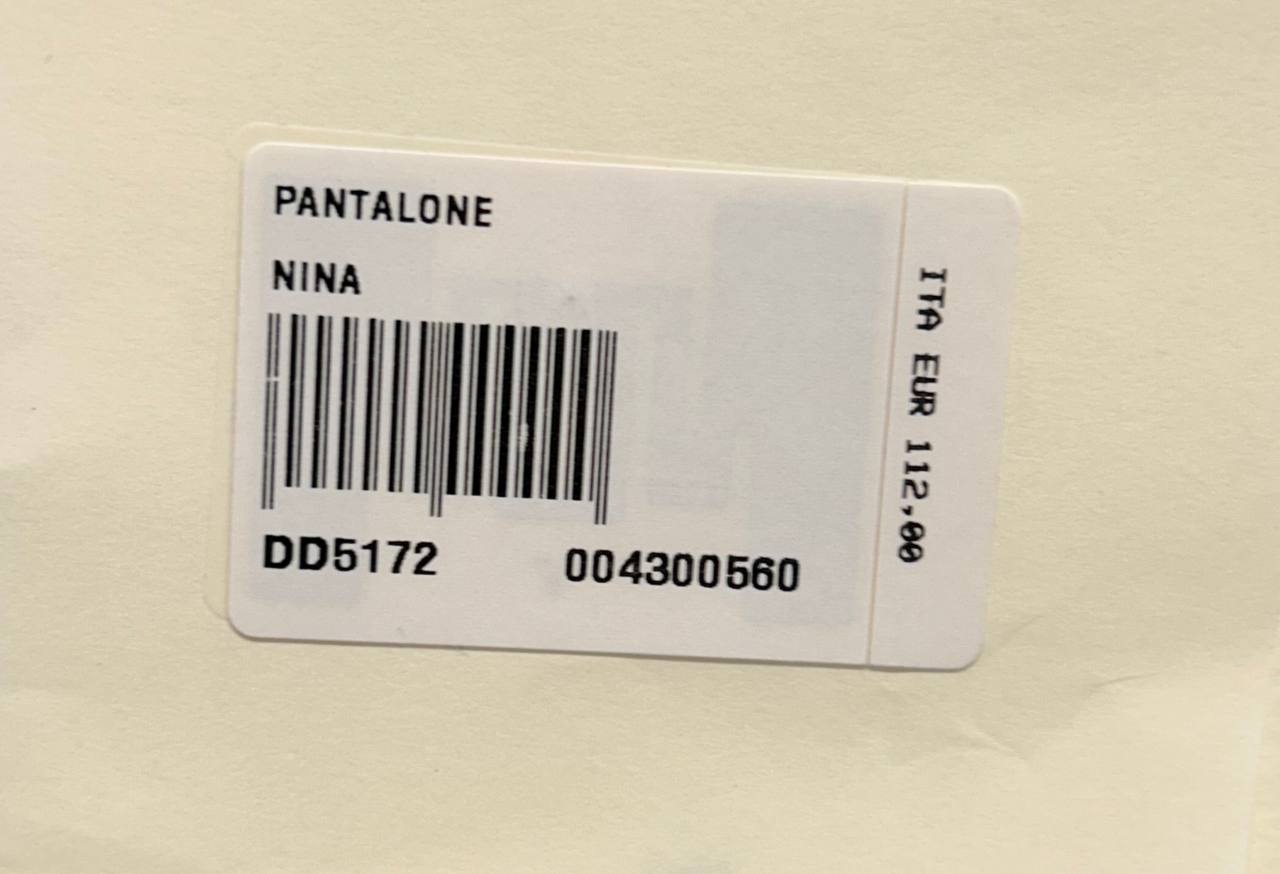 PANTALONE
NINA
DD5172 004300560
ITA EUR 112,00